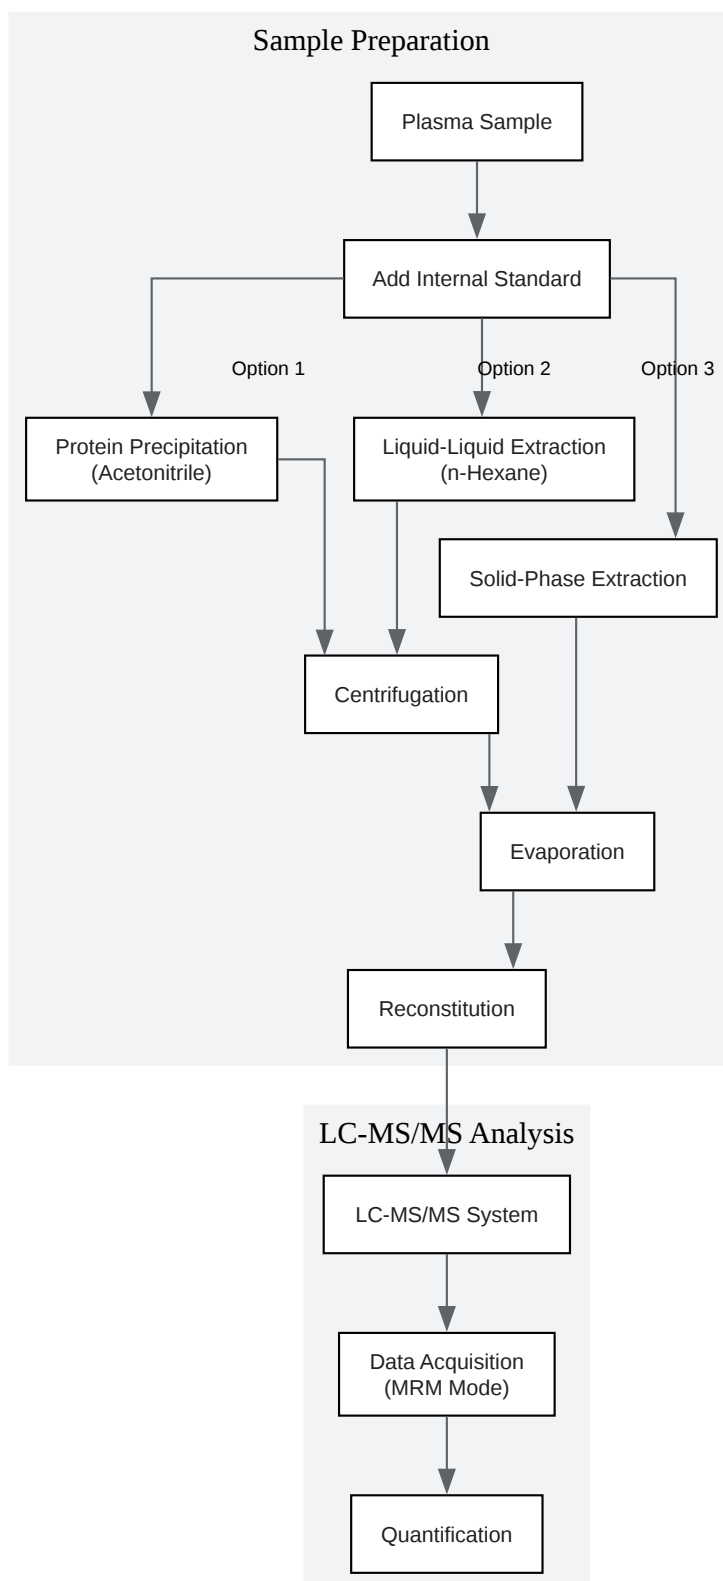 Sample Preparation
Plasma Sample
Add Internal Standard
Option 1
Option 2
Option 3
Protein Precipitation
(Acetonitrile)
Liquid-Liquid Extraction
(n-Hexane)
Solid-Phase Extraction
Centrifugation
Evaporation
Reconstitution
LC-MS/MS Analysis
LC-MS/MS System
Data Acquisition
(MRM Mode)
Quantification